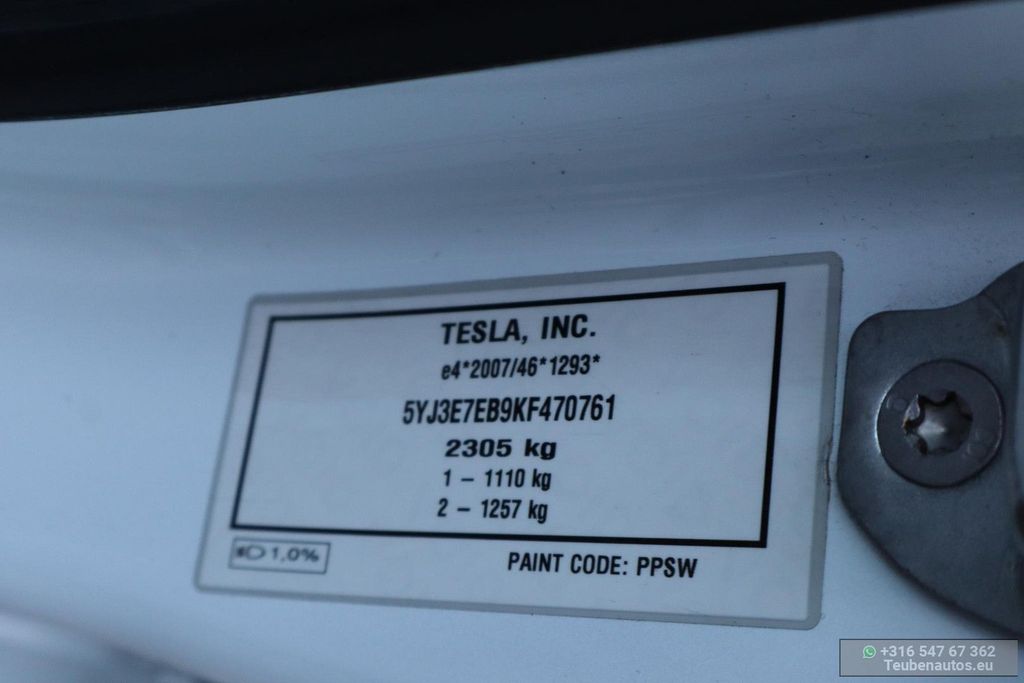 TESLA, INC.
e4*2007/46*1293*
5YJ3E7EB9KF470761
2305 kg
1 – 1110 kg
2 – 1257 kg
1,0%
PAINT CODE: PPSW
+316 547 67 362
Teubenautos.eu